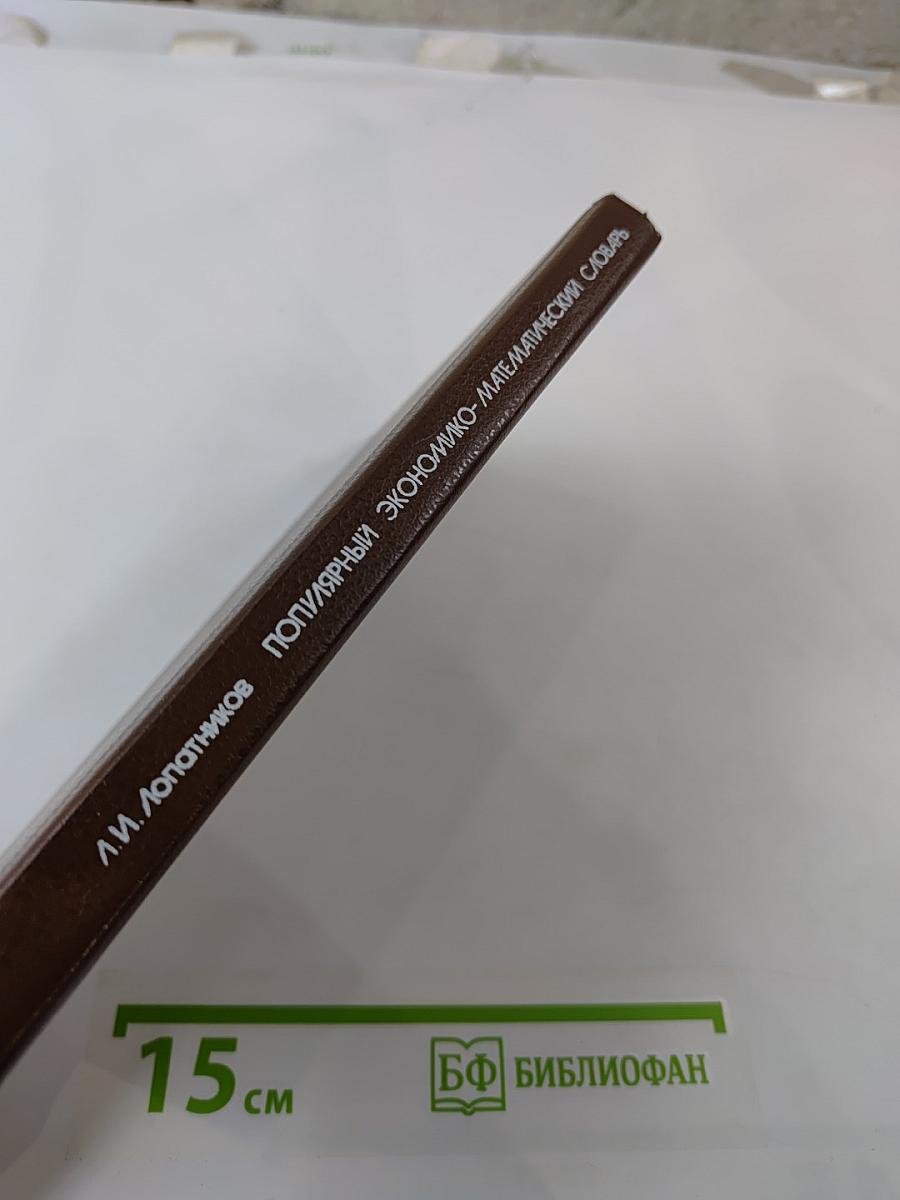 Л.И. Лопатников ПОПУЛЯРНЫЙ ЭКОНОМИКО-МАТЕМАТИЧЕСКИЙ СЛОВАРЬ
15 см
БФ БИБЛИОФАН